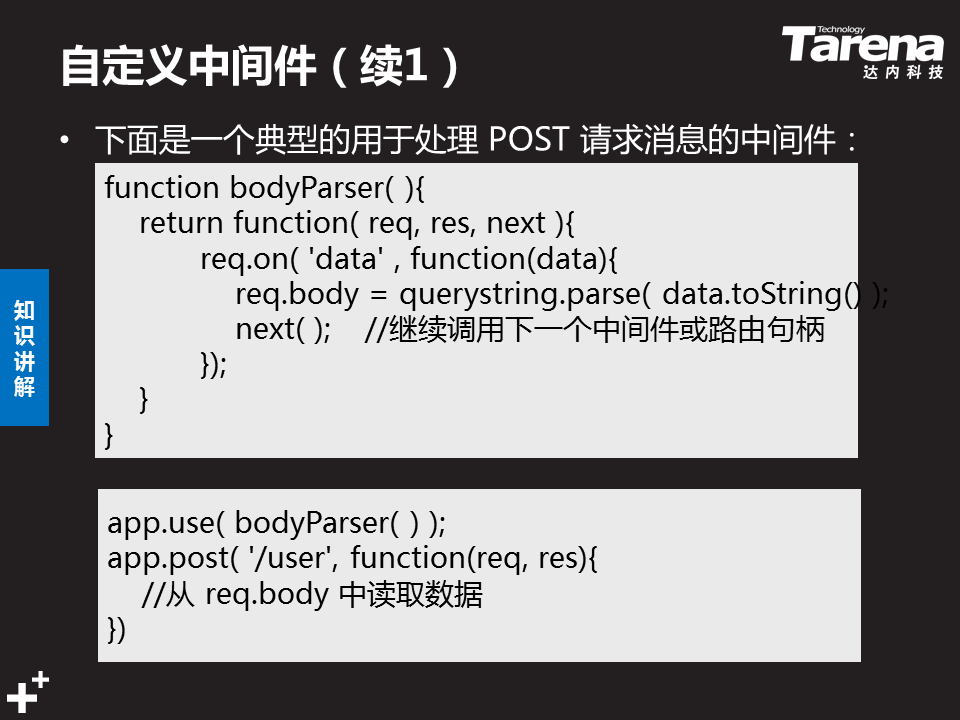 自定义中间件（续1）
Technology
Tarena
达内科技
• 下面是一个典型的用于处理 POST 请求消息的中间件：
function bodyParser( ){
return function( req, res, next ){
req.on( 'data' , function(data){
req.body = querystring.parse( data.toString() );
next( ); //继续调用下一个中间件或路由句柄
});
}
}
知识讲解
app.use( bodyParser( ) );
app.post( '/user', function(req, res){
//从 req.body 中读取数据
})